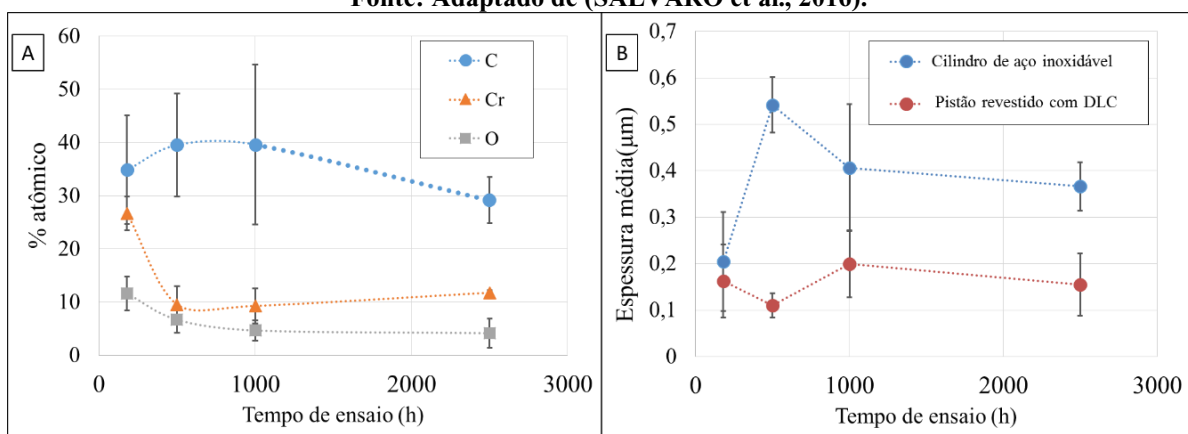 Fonte: Adaptado de (SALVARO et al., 2016).
A
60
50
40
30
20
10
0
% atômico
C
Cr
O
0 1000 2000 3000
Tempo de ensaio (h)
B
0,7
0,6
0,5
0,4
0,3
0,2
0,1
0
Espessura média(µm)
Cilindro de aço inoxidável
Pistão revestido com DLC
0 1000 2000 3000
Tempo de ensaio (h)